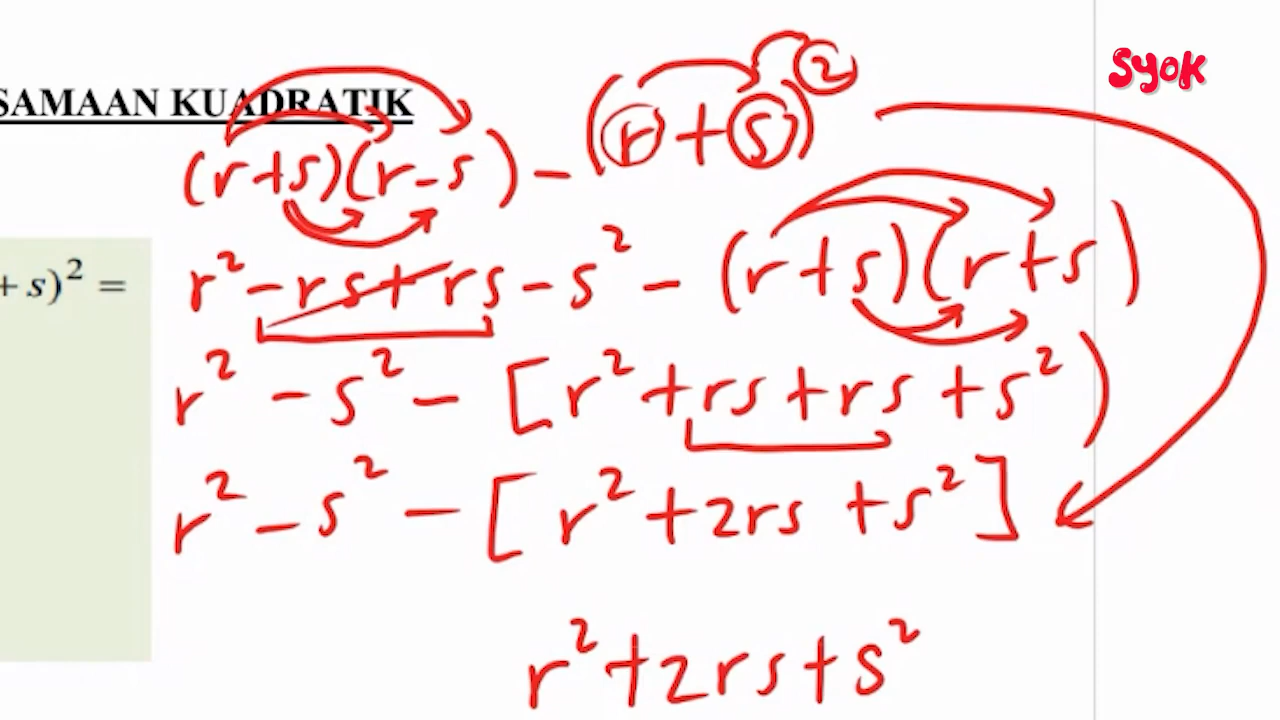 Syok
SAMAAN KUADRATIK
(r+s)(r-s) - (r+s)²
+ s)² =
r² - rs + rs - s² - (r+s)(r+s)
r² - s² - [r² + rs + rs + s²)
r² - s² - [r² + 2rs + s²]
r² + 2rs + s²